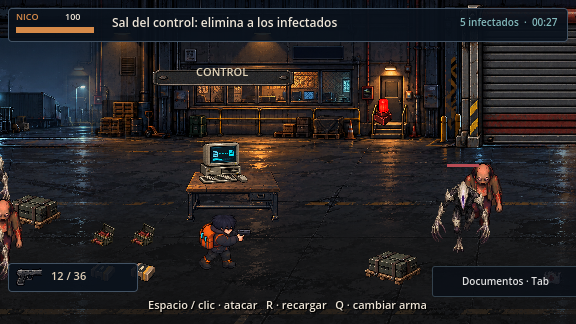 NICO 100
Sal del control: elimina a los infectados
5 infectados · 00:27
CONTROL
12 / 36
Documentos · Tab
Espacio / clic · atacar R · recargar Q · cambiar arma